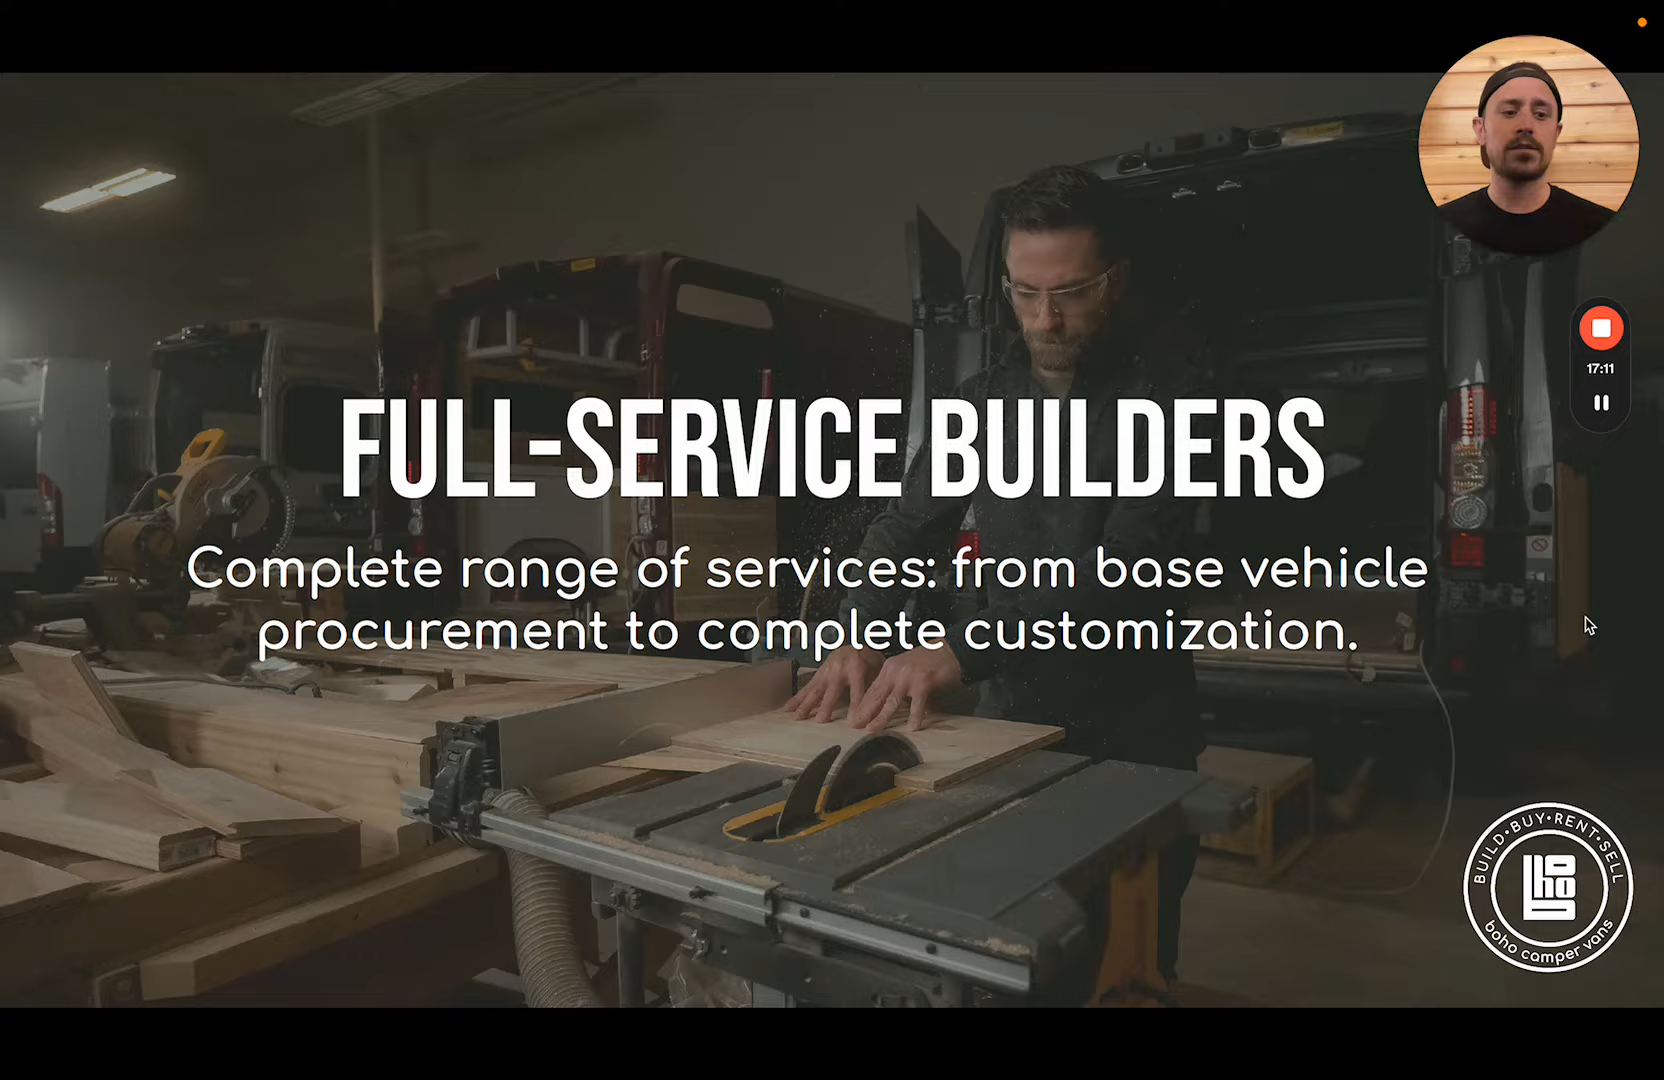 17:11
FULL-SERVICE BUILDERS
Complete range of services: from base vehicle
procurement to complete customization.
BUILD•BUY•RENT•SELL
boho
boho camper vans